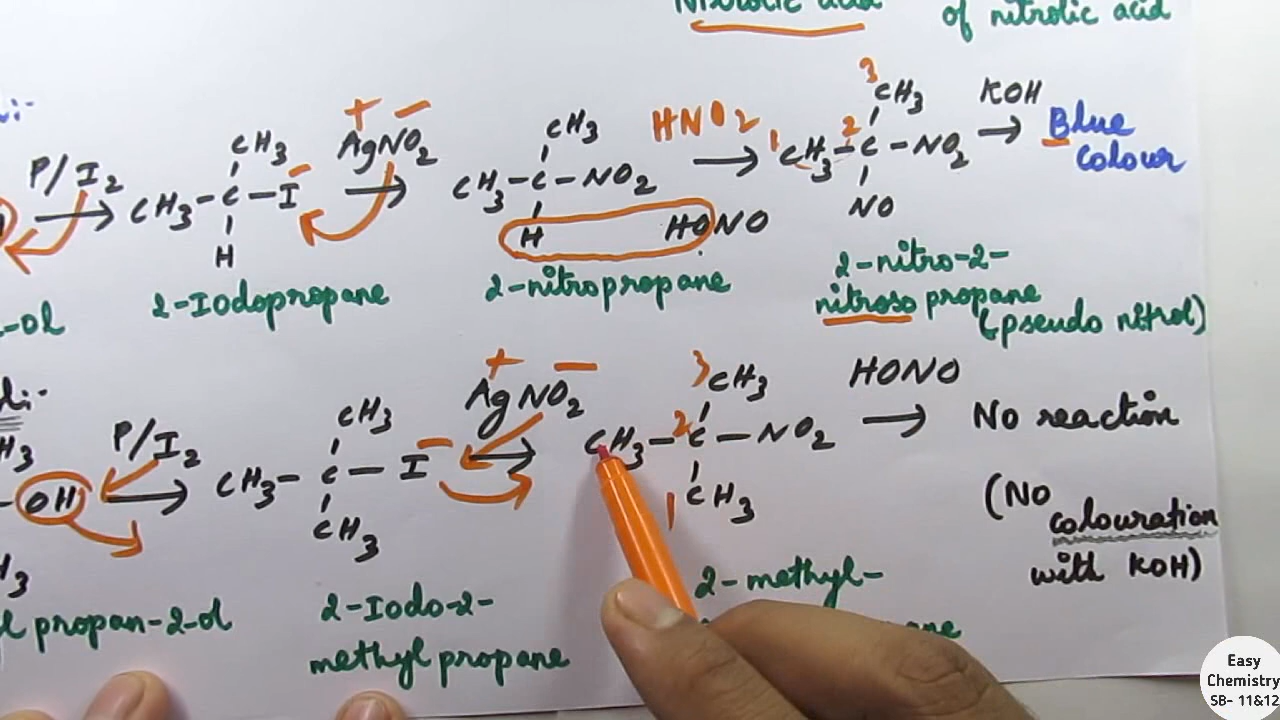 of nitrolic acid
P/I2
CH3
CH3-C-I
H
2-Iodopropane
+ -
AgNO2
CH3
CH3-C-NO2
H HONO
2-nitropropane
HNO2
3
CH3
1 2
CH3-C-NO2
NO
2-nitro-2-
nitroso propane
(pseudo nitrol)
KOH
Blue
colour
OH
P/I2
CH3
CH3-C-I
CH3
2-Iodo-2-
methyl propane
propan-2-ol
+ -
AgNO2
3
CH3
2
CH3-C-NO2
1 CH3
2-methyl-
HONO
No reaction
(No
colouration
with KOH)
Easy
Chemistry
SB- 11&12